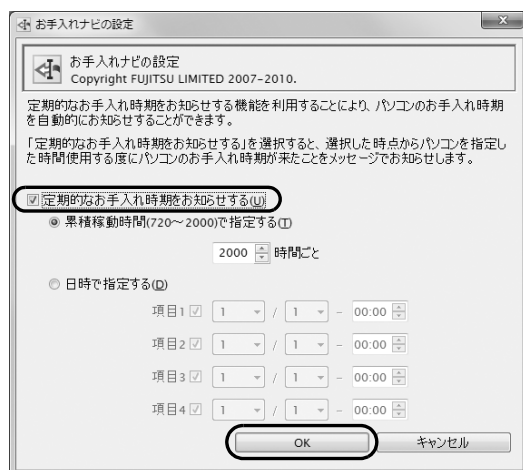 お手入れナビの設定
お手入れナビの設定
Copyright FUJITSU LIMITED 2007-2010.
定期的なお手入れ時期をお知らせする機能を利用することにより、パソコンのお手入れ時期
を自動的にお知らせすることができます。
「定期的なお手入れ時期をお知らせする」を選択すると、選択した時点からパソコンを指定し
た時間使用する度にパソコンのお手入れ時期が来たことをメッセージでお知らせします。
定期的なお手入れ時期をお知らせする(U)
累積稼動時間(720～2000)で指定する(T)
2000 時間ごと
日時で指定する(D)
項目1 1 / 1 - 00:00
項目2 1 / 1 - 00:00
項目3 1 / 1 - 00:00
項目4 1 / 1 - 00:00
OK キャンセル